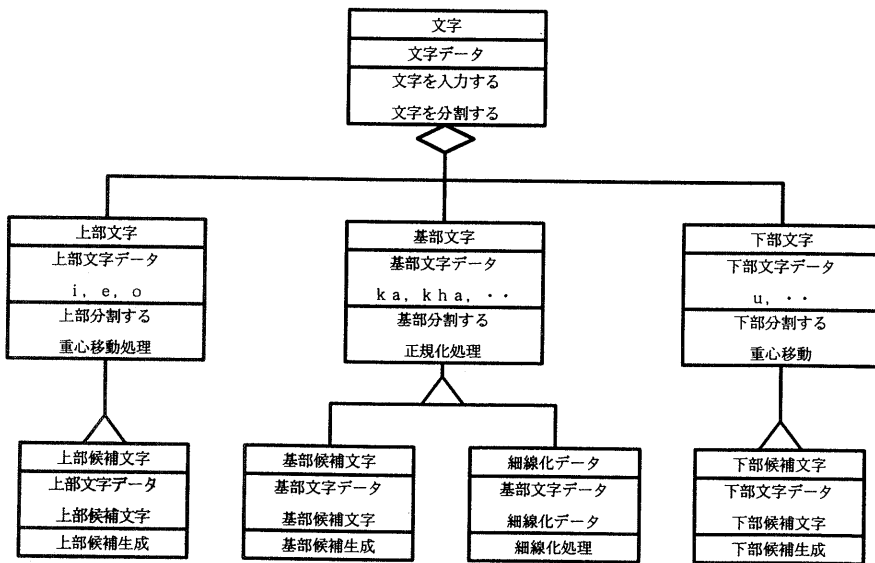 文字
文字データ
文字を入力する
文字を分割する
上部文字
上部文字データ
i, e, o
上部分割する
重心移動処理
基部文字
基部文字データ
ka, kha, ・・
基部分割する
正規化処理
下部文字
下部文字データ
u, ・・
下部分割する
重心移動
上部候補文字
上部文字データ
上部候補文字
上部候補生成
基部候補文字
基部文字データ
基部候補文字
基部候補生成
細線化データ
基部文字データ
細線化データ
細線化処理
下部候補文字
下部文字データ
下部候補文字
下部候補生成